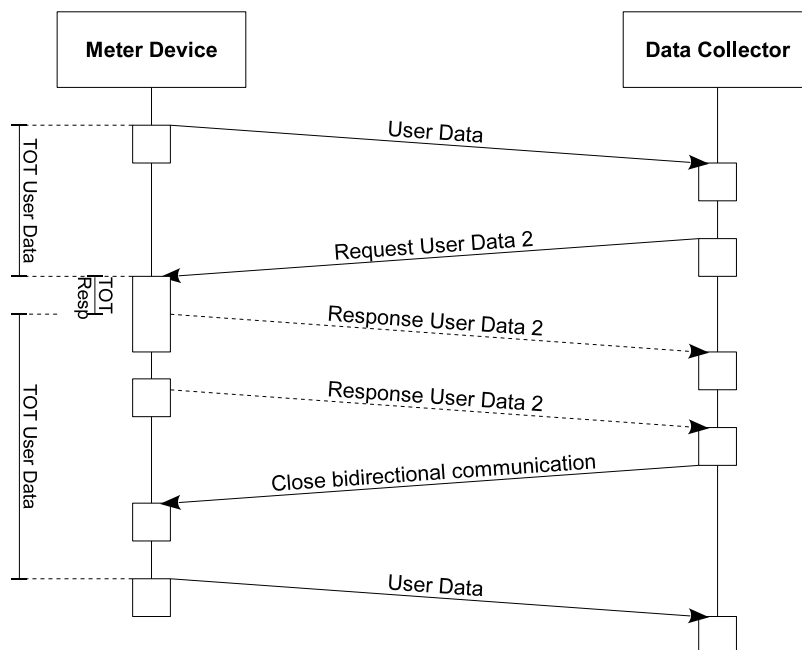 Meter Device
Data Collector
User Data
TOT User Data
Request User Data 2
TOT
Resp
Response User Data 2
TOT User Data
Response User Data 2
Close bidirectional communication
User Data